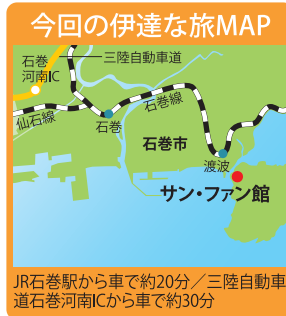 今回の伊達な旅MAP
三陸自動車道
石巻
河南IC
石巻線
仙石線
石巻
石巻市
渡波
サン・ファン館
JR石巻駅から車で約20分／三陸自動車
道石巻河南ICから車で約30分